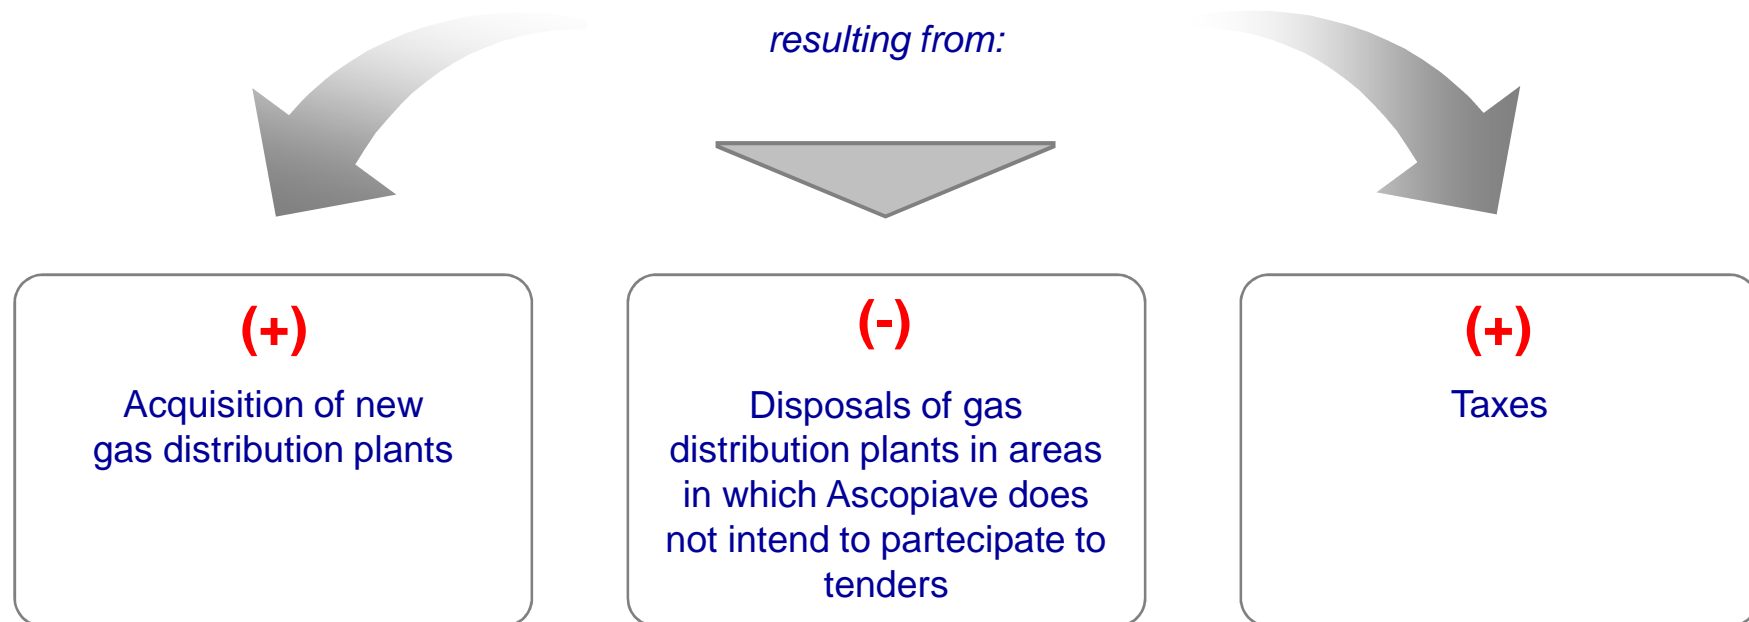 resulting from:
(+)
Acquisition of new
gas distribution plants
(-)
Disposals of gas
distribution plants in areas
in which Ascopiave does
not intend to partecipate to
tenders
(+)
Taxes